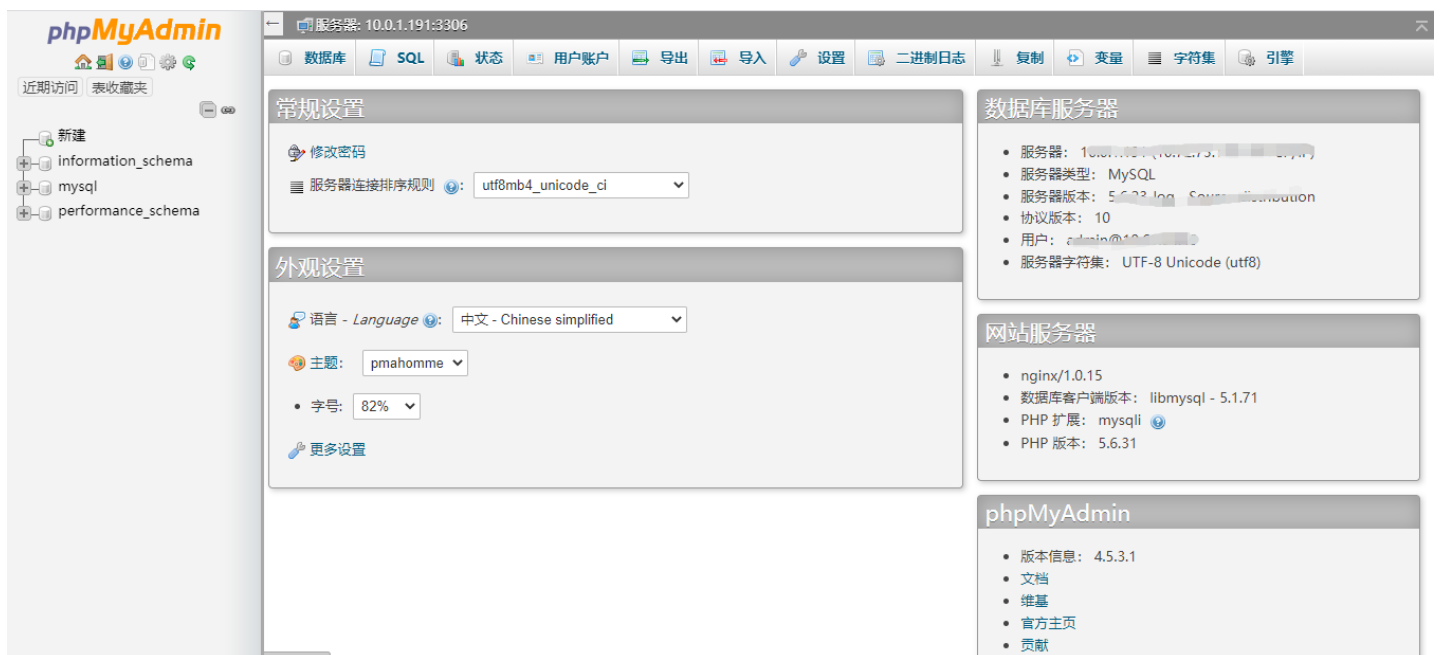 phpMyAdmin
近期访问 表收藏夹
新建
information_schema
mysql
performance_schema
服务器: 10.0.1.191:3306
数据库 SQL 状态 用户账户 导出 导入 设置 二进制日志 复制 变量 字符集 引擎
常规设置
修改密码
服务器连接排序规则 : utf8mb4_unicode_ci
外观设置
语言 - Language : 中文 - Chinese simplified
主题: pmahomme
字号: 82%
更多设置
数据库服务器
服务器:
服务器类型: MySQL
服务器版本:
协议版本: 10
用户:
服务器字符集: UTF-8 Unicode (utf8)
网站服务器
nginx/1.0.15
数据库客户端版本: libmysql - 5.1.71
PHP 扩展: mysqli
PHP 版本: 5.6.31
phpMyAdmin
版本信息: 4.5.3.1
文档
维基
官方主页
贡献